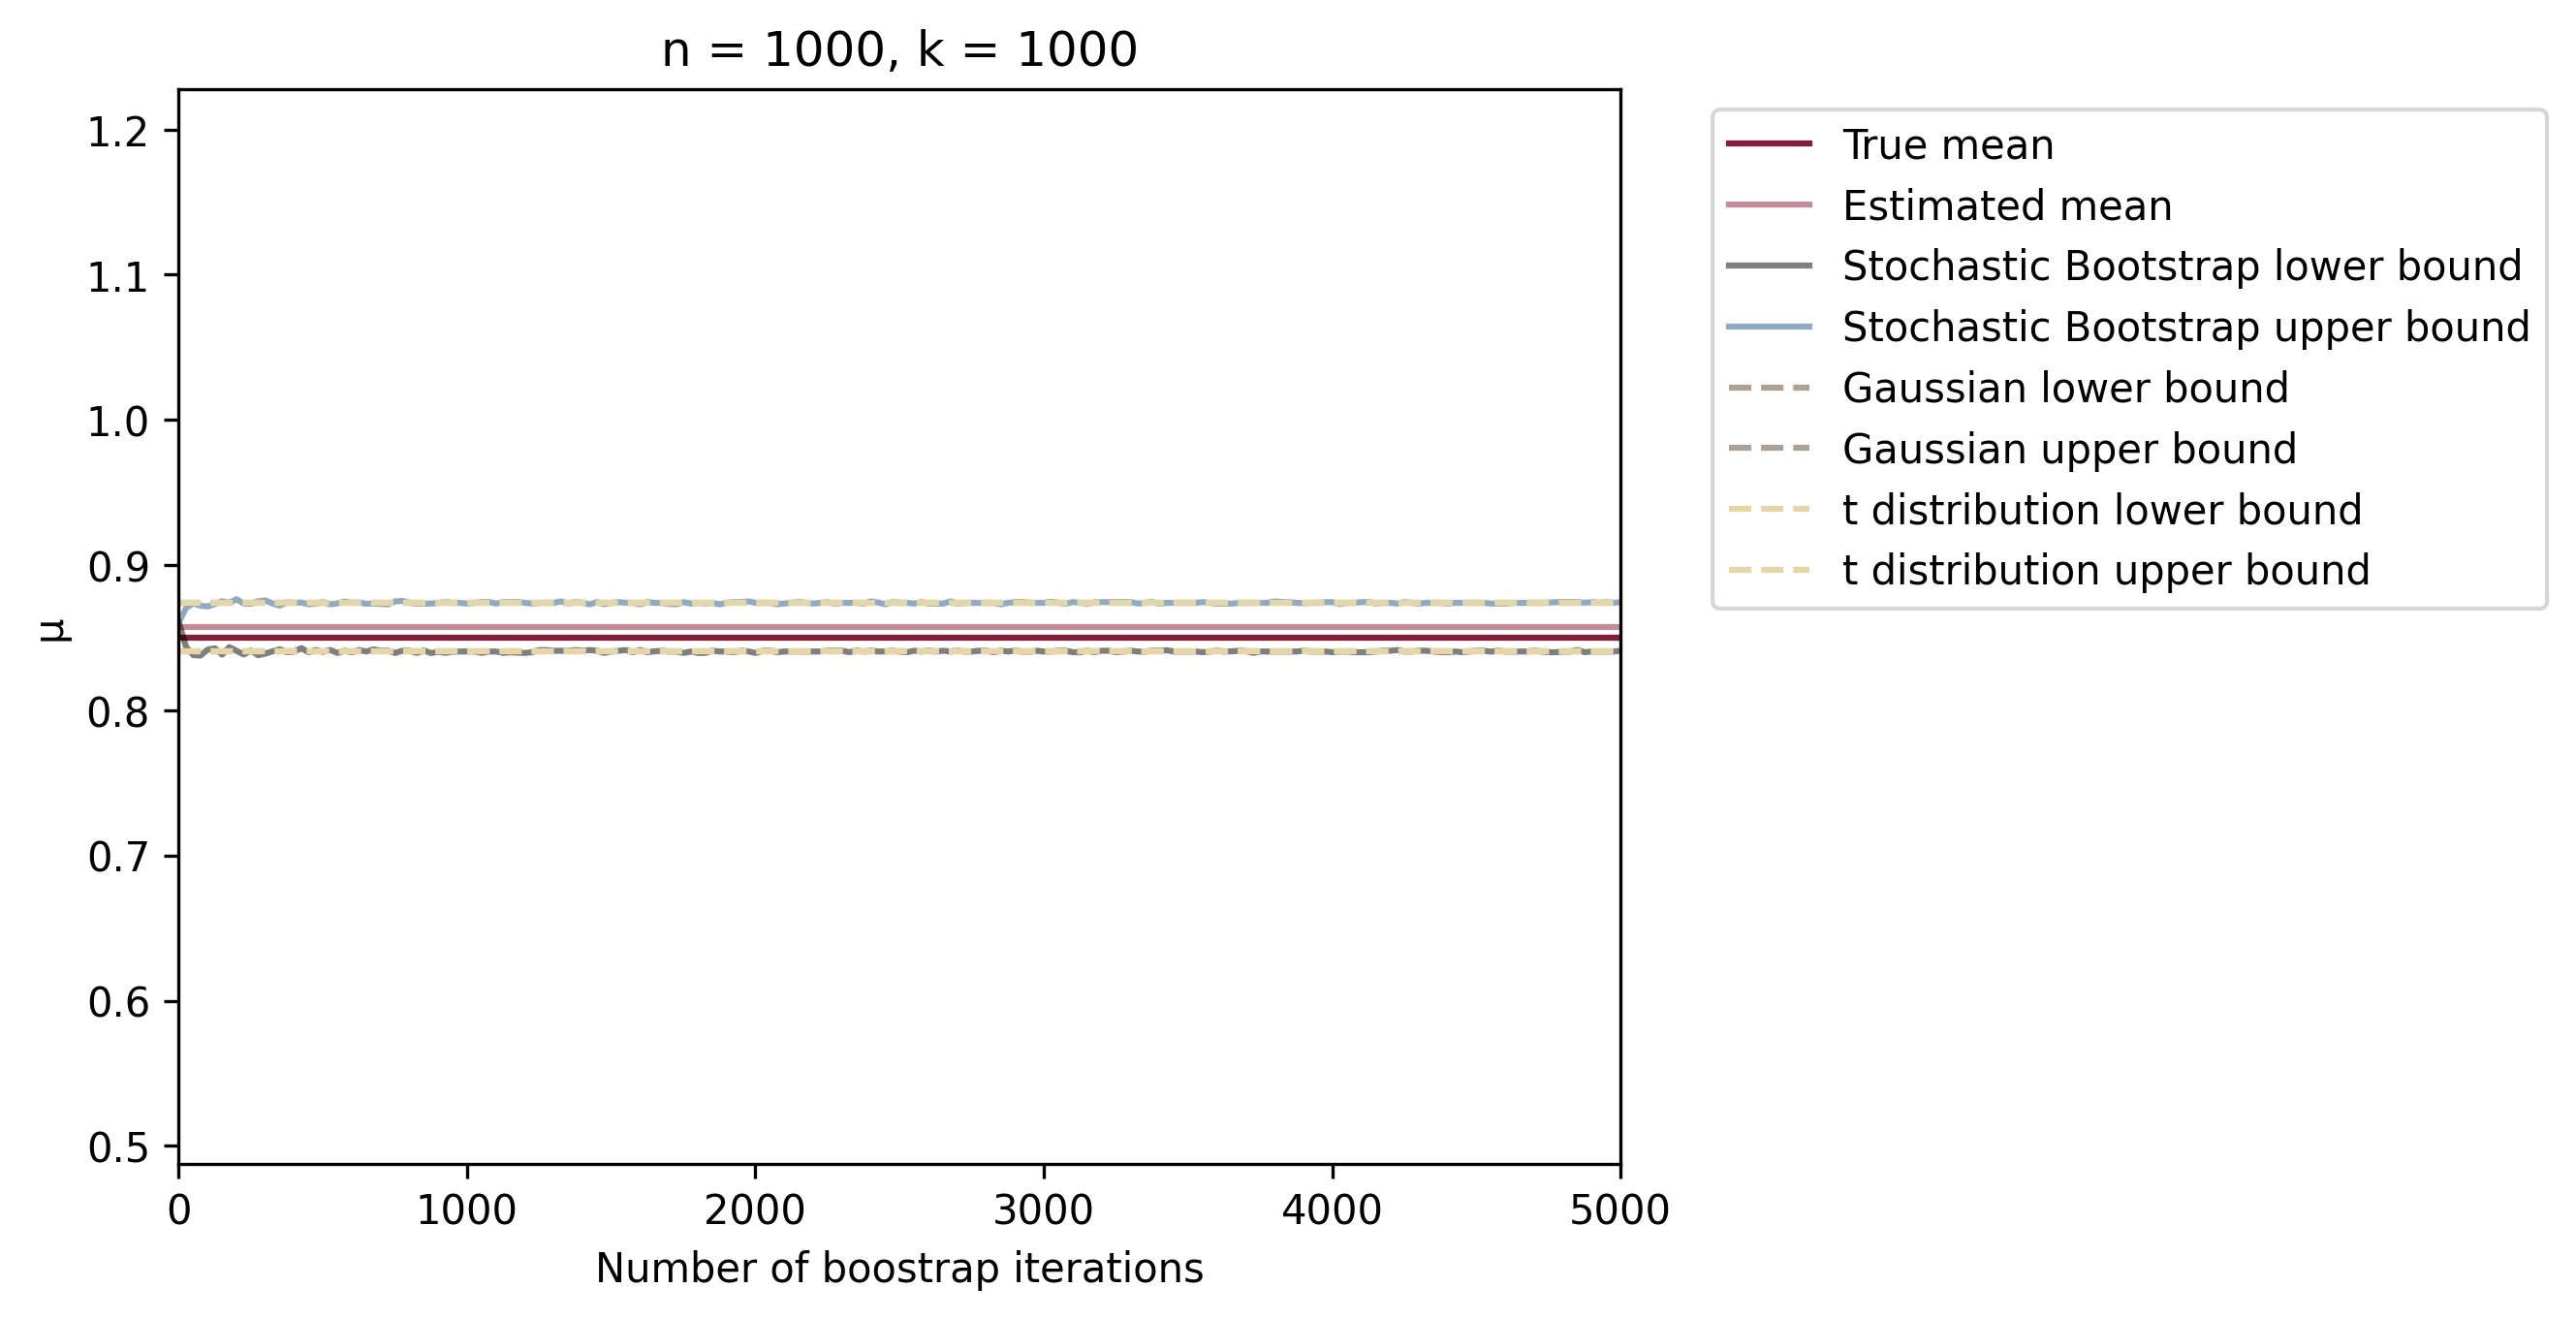 n = 1000, k = 1000
1.2
1.1
1.0
0.9
0.8
0.7
0.6
0.5
μ
0 1000 2000 3000 4000 5000
Number of boostrap iterations
True mean
Estimated mean
Stochastic Bootstrap lower bound
Stochastic Bootstrap upper bound
Gaussian lower bound
Gaussian upper bound
t distribution lower bound
t distribution upper bound